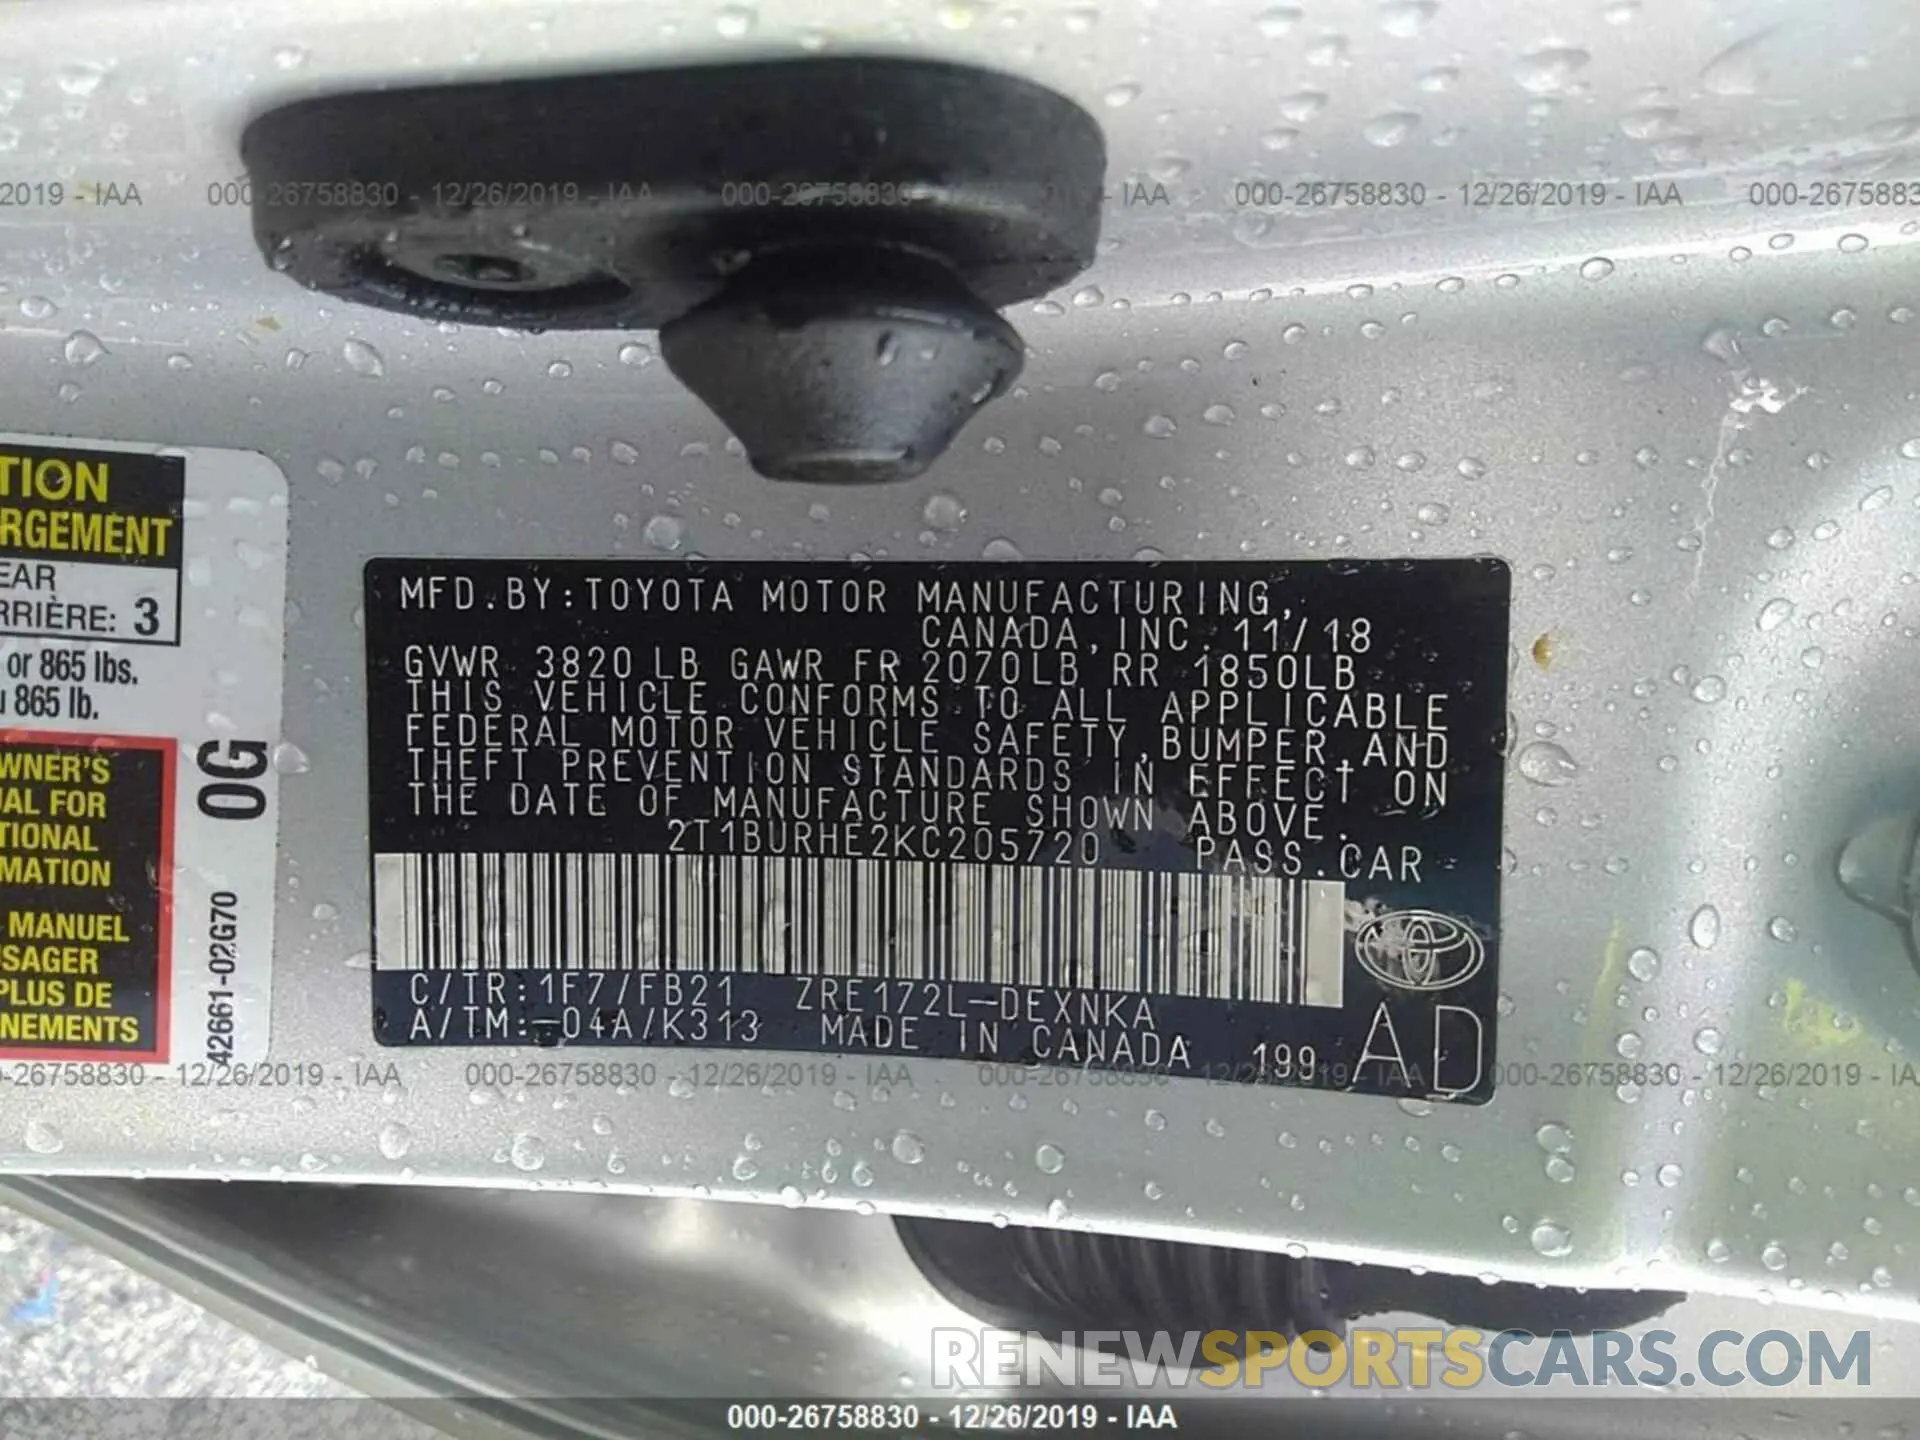 2019 - IAA 000-26758830 - 12/26/2019 - IAA 000-26758830 - IAA 000-26758830 - 12/26/2019 - IAA 000-2675883
TION
RGEMENT
EAR
RRIÈRE: 3
or 865 lbs.
865 lb.
WNER'S
UAL FOR
TIONAL
MATION
MANUEL
SAGER
PLUS DE
NEMENTS
0G
42661-02G70
MFD.BY:TOYOTA MOTOR MANUFACTURING,
CANADA,INC. 11/18
GVWR 3820 LB GAWR FR 2070LB RR 1850LB
THIS VEHICLE CONFORMS TO ALL APPLICABLE
FEDERAL MOTOR VEHICLE SAFETY,BUMPER,AND
THEFT PREVENTION STANDARDS IN EFFECT ON
THE DATE OF MANUFACTURE SHOWN ABOVE.
2T1BURHE2KC205720 PASS.CAR
C/TR:1F7/FB21 ZRE172L-DEXNKA
A/TM:-04A/K313 MADE IN CANADA 199 AD
-26758830 - 12/26/2019 - IAA 000-26758830 - 12/26/2019 - IAA 000-26758830 - 12/26/2019 - IAA 000-26758830 - 12/26/2019 - IA
RENEWSPORTSCARS.COM
000-26758830 - 12/26/2019 - IAA